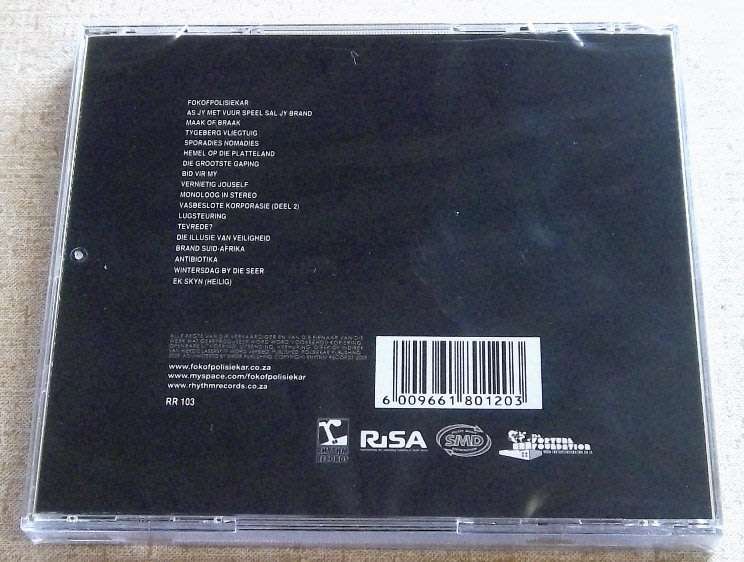 FOKOFPOLISIEKAR
AS JY MET VUUR SPEEL SAL JY BRAND
MAAK OF BRAAK
TYGEBERG VLIEGTUIG
SPORADIES NOMADIES
HEMEL OP DIE PLATTELAND
DIE GROOTSTE GAPING
BID VIR MY
VERNIETIG JOUSELF
MONOLOOG IN STEREO
VASBESLOTE KORPORASIE (DEEL 2)
LUGSTEURING
TEVREDE?
DIE ILLUSIE VAN VEILIGHEID
BRAND SUID-AFRIKA
ANTIBIOTIKA
WINTERSDAG BY DIE SEER
EK SKYN (HEILIG)
www.fokofpolisiekar.co.za
www.myspace.com/fokofpolisiekar
www.rhythmrecords.co.za
RR 103
6 009661 801203
RHYTHM
RECORDS
RiSA
SMD
FOUNDATION